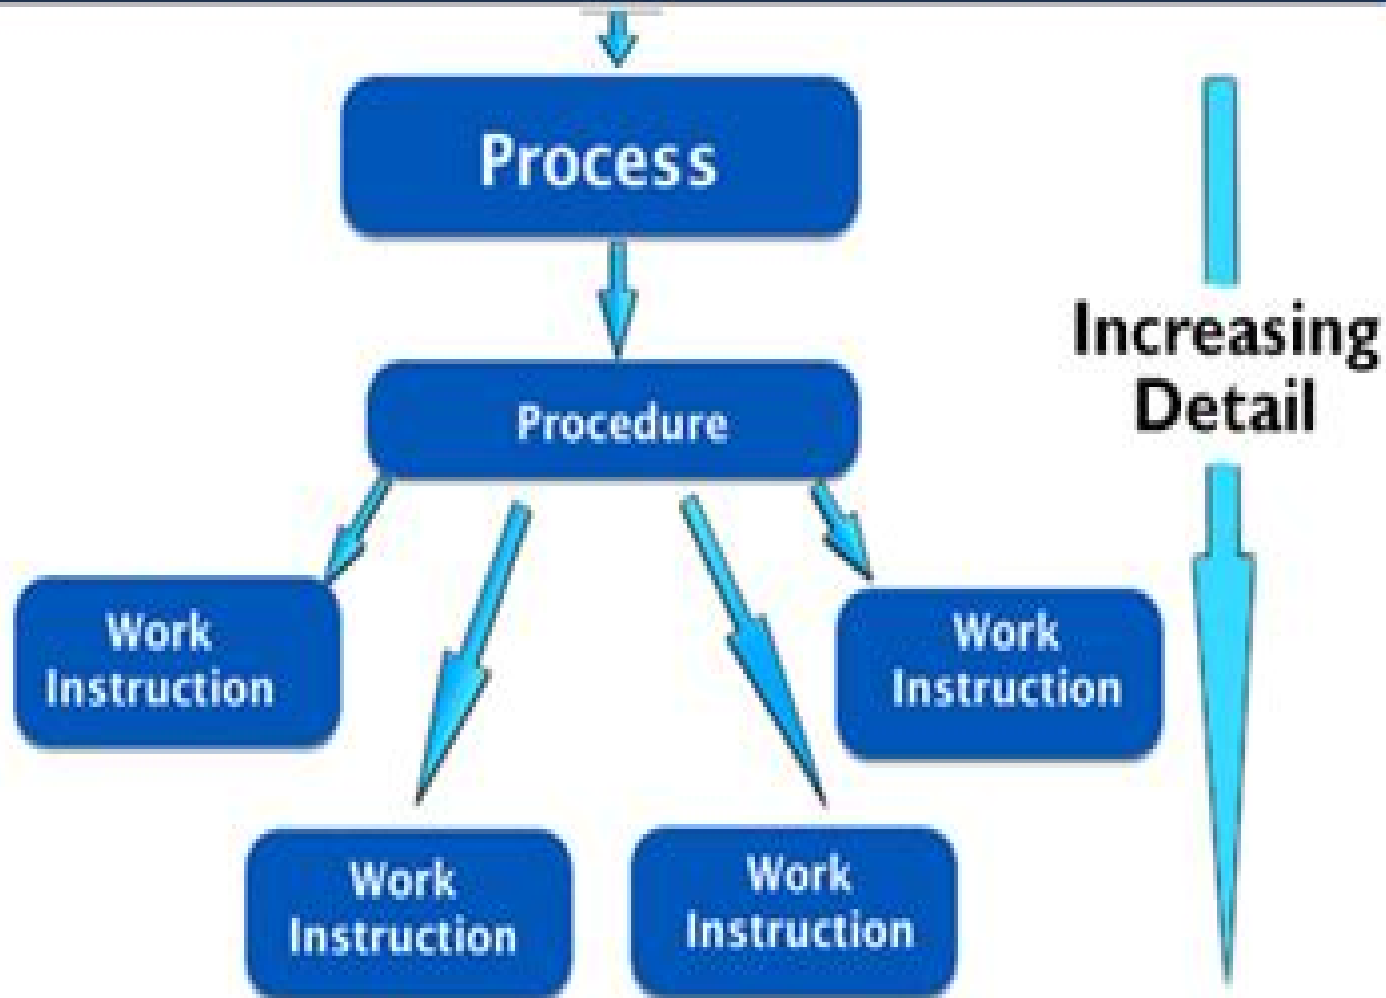 Process
Increasing
Detail
Procedure
Work
Instruction
Work
Instruction
Work
Instruction
Work
Instruction